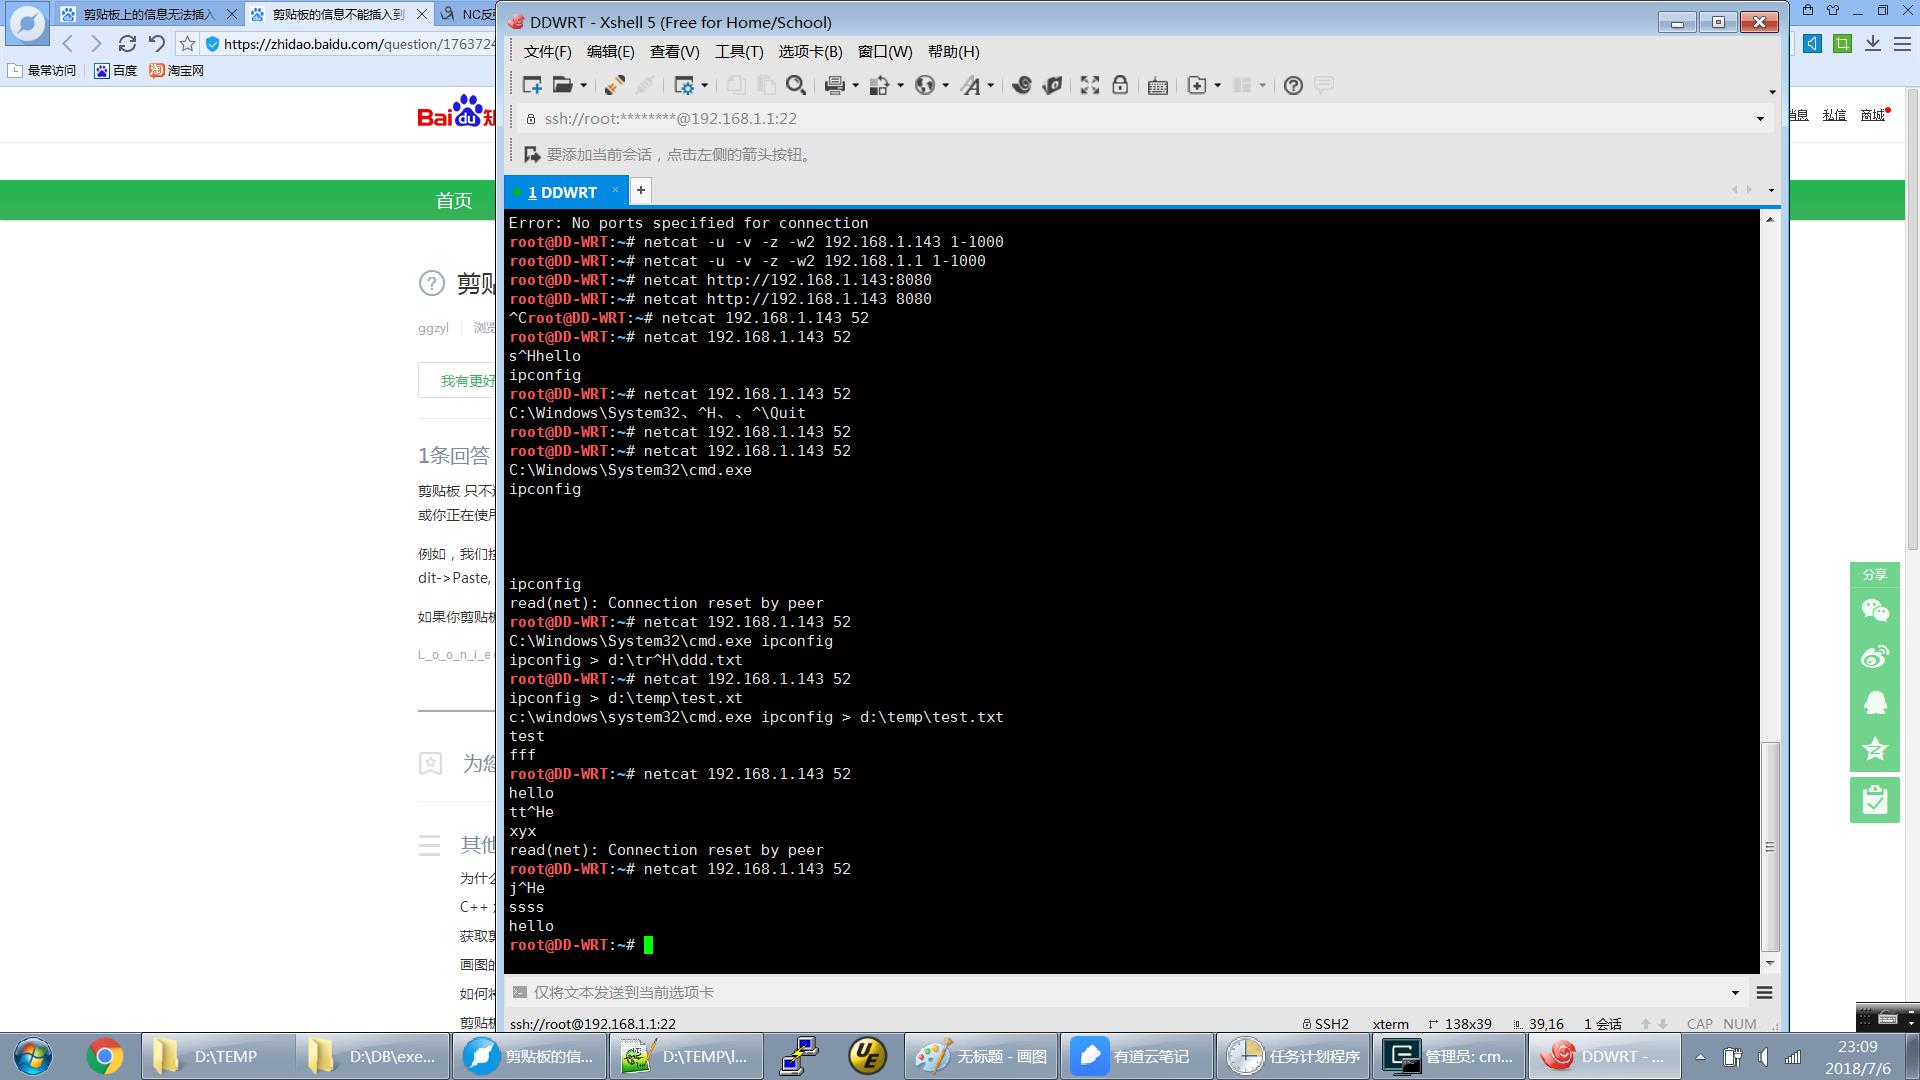 剪贴板上的信息无法插入
剪贴板的信息不能插入到
NC反
https://zhidao.baidu.com/question/1763724
最常访问
百度
淘宝网
Baidu知
首页
剪贴
ggzyl
浏览
我有更好
1条回答
剪贴板 只不
或你正在使用
例如，我们按
dit->Paste,
如果你剪贴板
L_o_o_n_i_e
为您
其他
为什么
C++
获取剪
画图的
如何将
剪贴板
DDWRT - Xshell 5 (Free for Home/School)
文件(F) 编辑(E) 查看(V) 工具(T) 选项卡(B) 窗口(W) 帮助(H)
ssh://root:********@192.168.1.1:22
要添加当前会话，点击左侧的箭头按钮。
1 DDWRT
Error: No ports specified for connection
root@DD-WRT:~# netcat -u -v -z -w2 192.168.1.143 1-1000
root@DD-WRT:~# netcat -u -v -z -w2 192.168.1.1 1-1000
root@DD-WRT:~# netcat http://192.168.1.143:8080
root@DD-WRT:~# netcat http://192.168.1.143 8080
^Croot@DD-WRT:~# netcat 192.168.1.143 52
root@DD-WRT:~# netcat 192.168.1.143 52
s^Hhello
ipconfig
root@DD-WRT:~# netcat 192.168.1.143 52
C:\Windows\System32、^H、、^\Quit
root@DD-WRT:~# netcat 192.168.1.143 52
root@DD-WRT:~# netcat 192.168.1.143 52
C:\Windows\System32\cmd.exe
ipconfig
ipconfig
read(net): Connection reset by peer
root@DD-WRT:~# netcat 192.168.1.143 52
C:\Windows\System32\cmd.exe ipconfig
ipconfig > d:\tr^H\ddd.txt
root@DD-WRT:~# netcat 192.168.1.143 52
ipconfig > d:\temp\test.xt
c:\windows\system32\cmd.exe ipconfig > d:\temp\test.txt
test
fff
root@DD-WRT:~# netcat 192.168.1.143 52
hello
tt^He
xyx
read(net): Connection reset by peer
root@DD-WRT:~# netcat 192.168.1.143 52
j^He
ssss
hello
root@DD-WRT:~#
仅将文本发送到当前选项卡
ssh://root@192.168.1.1:22
SSH2
xterm
138x39
39,16
1 会话
CAP NUM
消息 私信 商城
分享
D:\TEMP
D:\DB\exe...
剪贴板的信...
D:\TEMP\I...
UE
无标题 - 画图
有道云笔记
任务计划程序
管理员: cm...
DDWRT - ...
23:09
2018/7/6